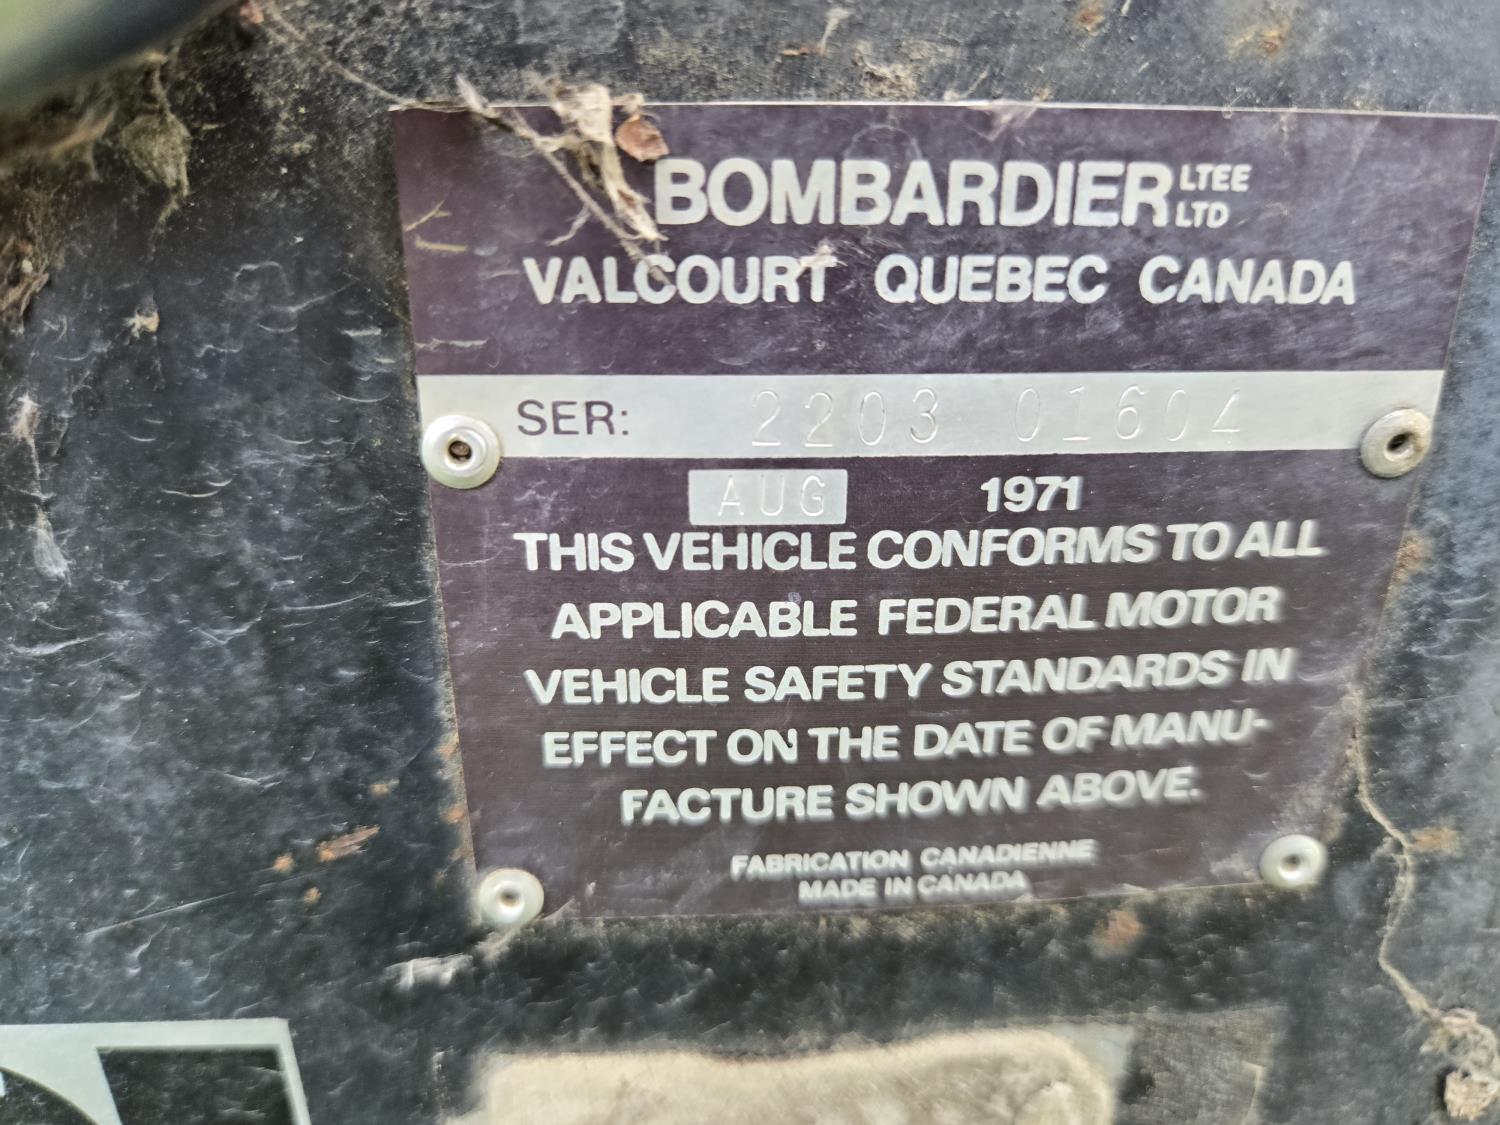 BOMBARDIER LTEE LTD
VALCOURT QUEBEC CANADA
SER: 2203 01604
AUG 1971
THIS VEHICLE CONFORMS TO ALL
APPLICABLE FEDERAL MOTOR
VEHICLE SAFETY STANDARDS IN
EFFECT ON THE DATE OF MANU-
FACTURE SHOWN ABOVE.
FABRICATION CANADIENNE
MADE IN CANADA